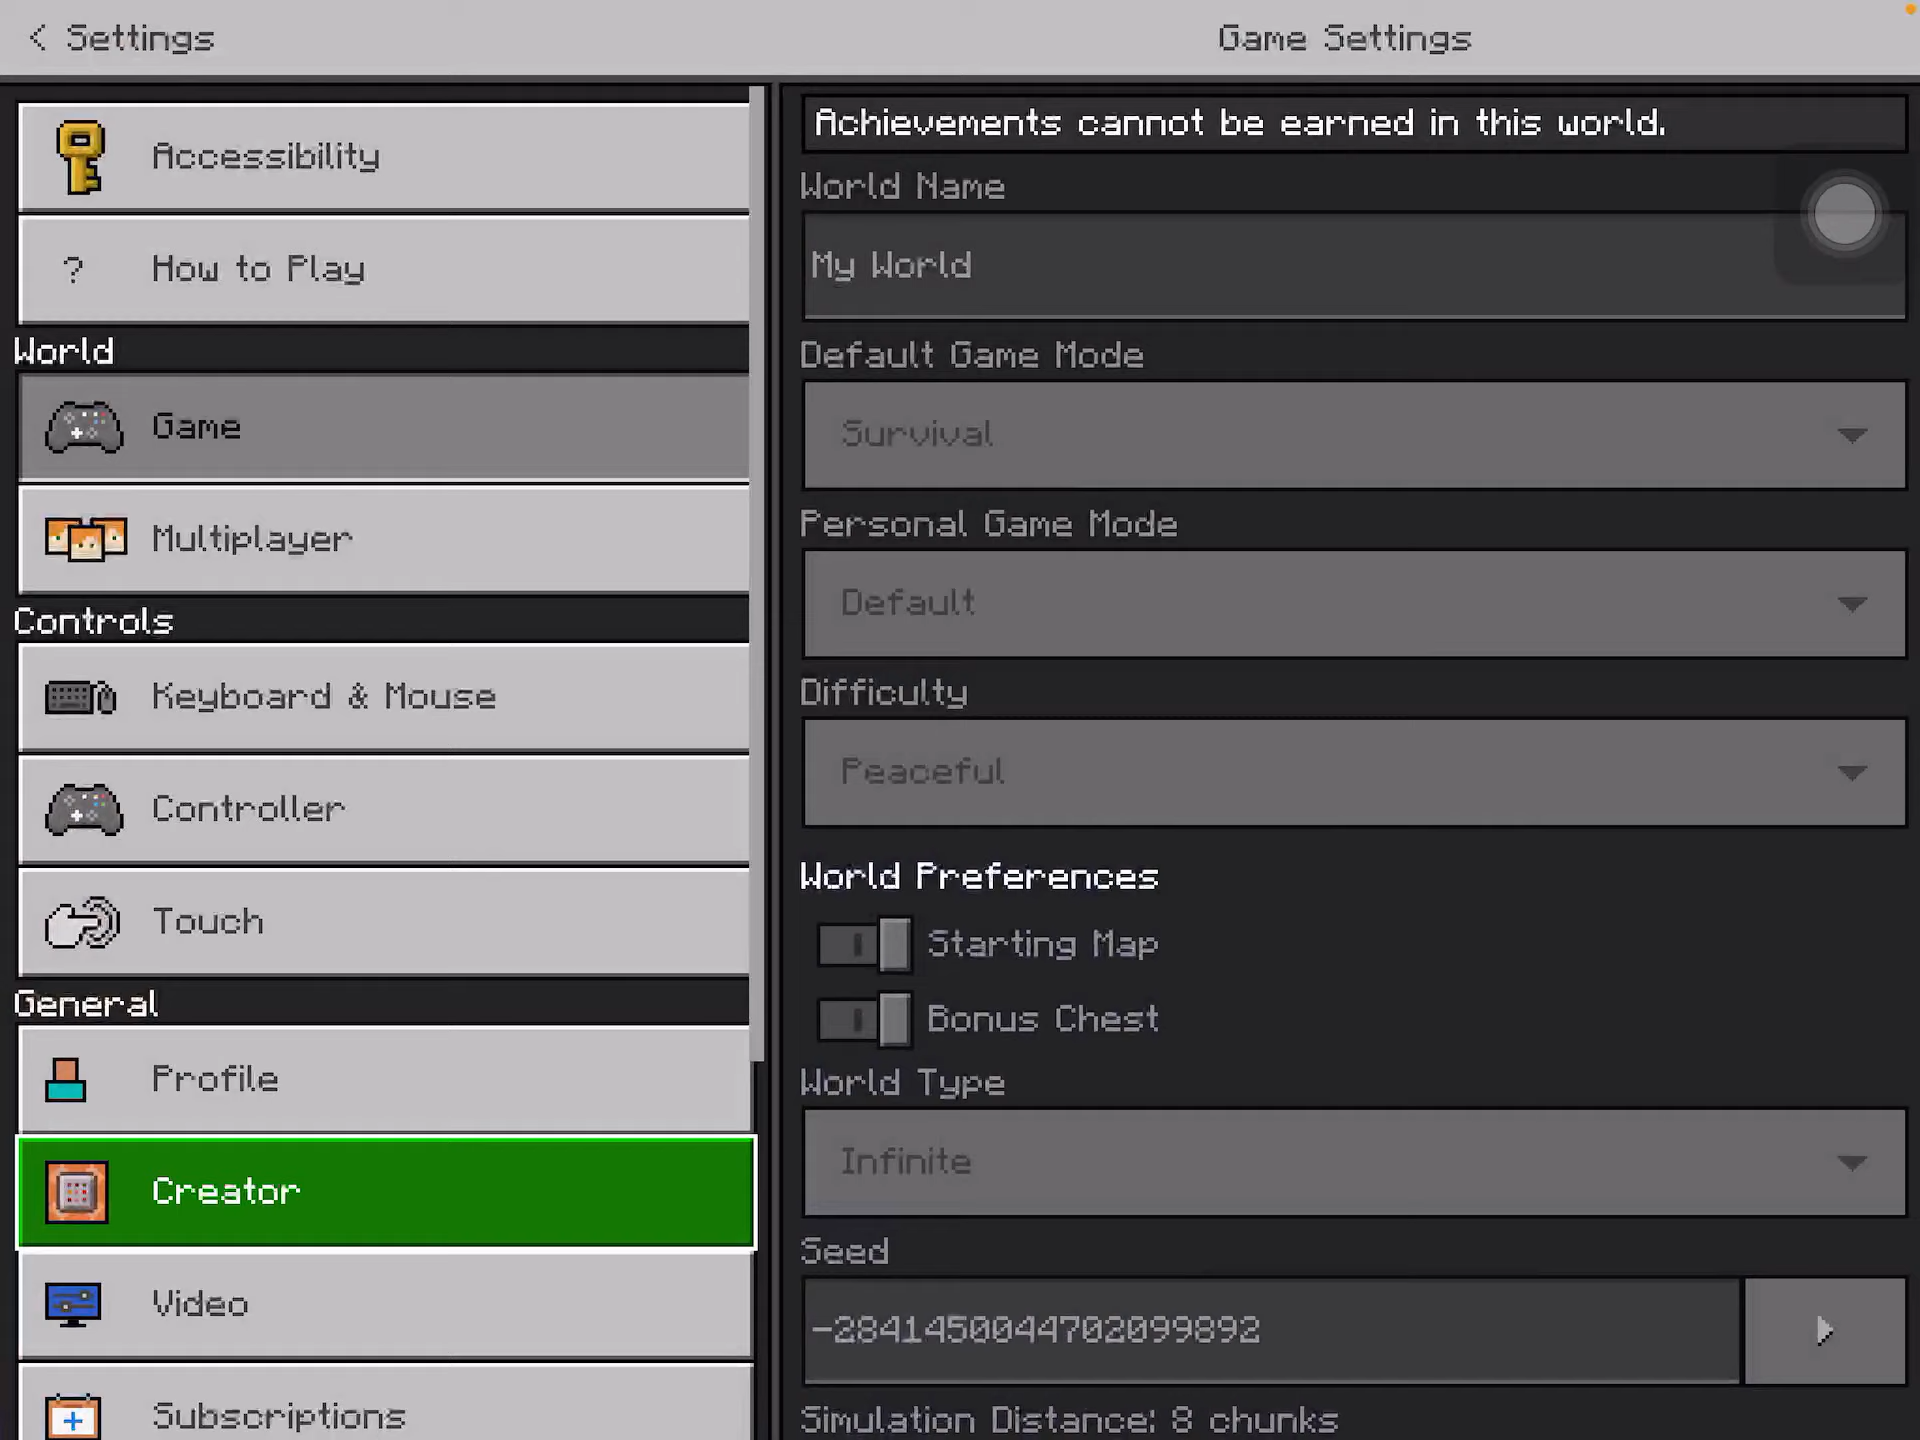 Settings
Game Settings
Accessibility
? How to Play
World
Game
Multiplayer
Controls
Keyboard & Mouse
Controller
Touch
General
Profile
Creator
Video
Subscriptions
Achievements cannot be earned in this world.
World Name
My World
Default Game Mode
Survival
Personal Game Mode
Default
Difficulty
Peaceful
World Preferences
Starting Map
Bonus Chest
World Type
Infinite
Seed
-2841450044702099892
Simulation Distance: 8 chunks